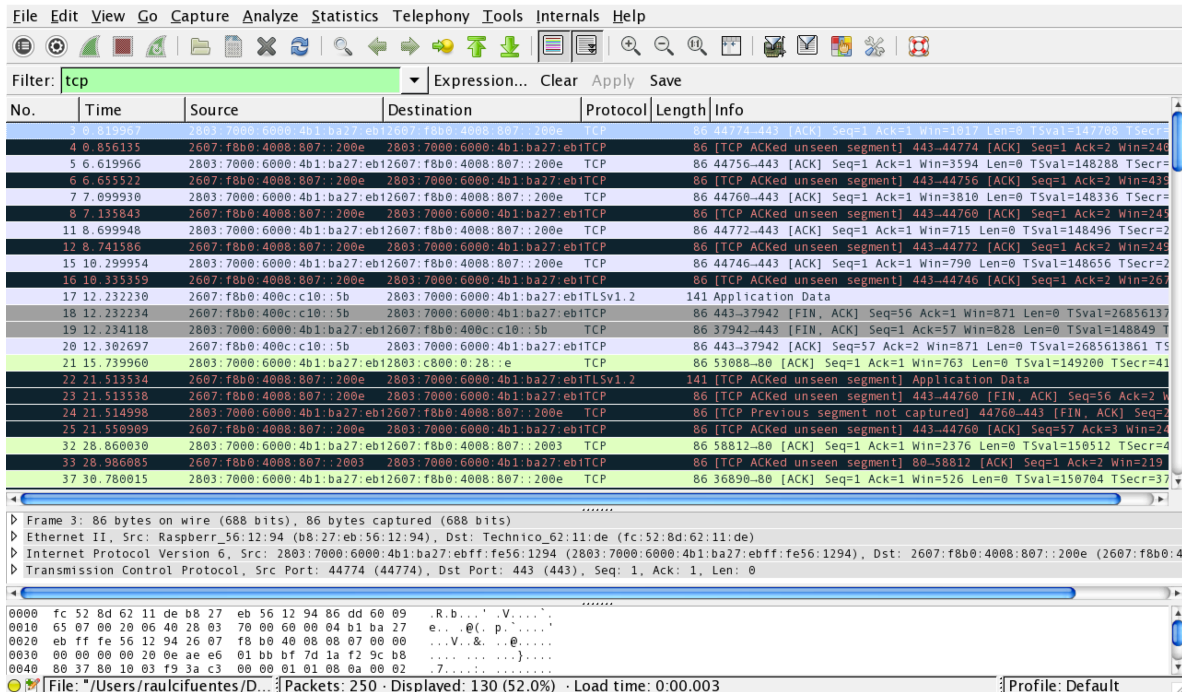 File Edit View Go Capture Analyze Statistics Telephony Tools Internals Help
Filter: tcp Expression... Clear Apply Save
No. Time Source Destination Protocol Length Info
3 0.819967 2803:7000:6000:4b1:ba27:eb1 2607:f8b0:4008:807::200e TCP 86 44774→443 [ACK] Seq=1 Ack=1 Win=1017 Len=0 TSval=147708 TSecr=
4 0.856135 2607:f8b0:4008:807::200e 2803:7000:6000:4b1:ba27:eb1 TCP 86 [TCP ACKed unseen segment] 443→44774 [ACK] Seq=1 Ack=2 Win=240
5 6.619966 2803:7000:6000:4b1:ba27:eb1 2607:f8b0:4008:807::200e TCP 86 44756→443 [ACK] Seq=1 Ack=1 Win=3594 Len=0 TSval=148288 TSecr=
6 6.655522 2607:f8b0:4008:807::200e 2803:7000:6000:4b1:ba27:eb1 TCP 86 [TCP ACKed unseen segment] 443→44756 [ACK] Seq=1 Ack=2 Win=439
7 7.099930 2803:7000:6000:4b1:ba27:eb1 2607:f8b0:4008:807::200e TCP 86 44760→443 [ACK] Seq=1 Ack=1 Win=3810 Len=0 TSval=148336 TSecr=
8 7.135843 2607:f8b0:4008:807::200e 2803:7000:6000:4b1:ba27:eb1 TCP 86 [TCP ACKed unseen segment] 443→44760 [ACK] Seq=1 Ack=2 Win=245
11 8.699948 2803:7000:6000:4b1:ba27:eb1 2607:f8b0:4008:807::200e TCP 86 44772→443 [ACK] Seq=1 Ack=1 Win=715 Len=0 TSval=148496 TSecr=2
12 8.741586 2607:f8b0:4008:807::200e 2803:7000:6000:4b1:ba27:eb1 TCP 86 [TCP ACKed unseen segment] 443→44772 [ACK] Seq=1 Ack=2 Win=249
15 10.299954 2803:7000:6000:4b1:ba27:eb1 2607:f8b0:4008:807::200e TCP 86 44746→443 [ACK] Seq=1 Ack=1 Win=790 Len=0 TSval=148656 TSecr=2
16 10.335359 2607:f8b0:4008:807::200e 2803:7000:6000:4b1:ba27:eb1 TCP 86 [TCP ACKed unseen segment] 443→44746 [ACK] Seq=1 Ack=2 Win=267
17 12.232230 2607:f8b0:400c:c10::5b 2803:7000:6000:4b1:ba27:eb1 TLSv1.2 141 Application Data
18 12.232234 2607:f8b0:400c:c10::5b 2803:7000:6000:4b1:ba27:eb1 TCP 86 443→37942 [FIN, ACK] Seq=56 Ack=1 Win=871 Len=0 TSval=26856137
19 12.234118 2803:7000:6000:4b1:ba27:eb1 2607:f8b0:400c:c10::5b TCP 86 37942→443 [FIN, ACK] Seq=1 Ack=57 Win=828 Len=0 TSval=148849 T
20 12.302697 2607:f8b0:400c:c10::5b 2803:7000:6000:4b1:ba27:eb1 TCP 86 443→37942 [ACK] Seq=57 Ack=2 Win=871 Len=0 TSval=2685613861 TS
21 15.739960 2803:7000:6000:4b1:ba27:eb1 2803:c800:0:28::e TCP 86 53088→80 [ACK] Seq=1 Ack=1 Win=763 Len=0 TSval=149200 TSecr=41
22 21.513534 2607:f8b0:4008:807::200e 2803:7000:6000:4b1:ba27:eb1 TLSv1.2 141 [TCP ACKed unseen segment] Application Data
23 21.513538 2607:f8b0:4008:807::200e 2803:7000:6000:4b1:ba27:eb1 TCP 86 [TCP ACKed unseen segment] 443→44760 [FIN, ACK] Seq=56 Ack=2 W
24 21.514998 2803:7000:6000:4b1:ba27:eb1 2607:f8b0:4008:807::200e TCP 86 [TCP Previous segment not captured] 44760→443 [FIN, ACK] Seq=2
25 21.550909 2607:f8b0:4008:807::200e 2803:7000:6000:4b1:ba27:eb1 TCP 86 [TCP ACKed unseen segment] 443→44760 [ACK] Seq=57 Ack=3 Win=24
32 28.860030 2803:7000:6000:4b1:ba27:eb1 2607:f8b0:4008:807::2003 TCP 86 58812→80 [ACK] Seq=1 Ack=1 Win=2376 Len=0 TSval=150512 TSecr=4
33 28.986085 2607:f8b0:4008:807::2003 2803:7000:6000:4b1:ba27:eb1 TCP 86 [TCP ACKed unseen segment] 80→58812 [ACK] Seq=1 Ack=2 Win=219
37 30.780015 2803:7000:6000:4b1:ba27:eb1 2607:f8b0:4008:807::200e TCP 86 36890→80 [ACK] Seq=1 Ack=1 Win=526 Len=0 TSval=150704 TSecr=37
Frame 3: 86 bytes on wire (688 bits), 86 bytes captured (688 bits)
Ethernet II, Src: Raspberr_56:12:94 (b8:27:eb:56:12:94), Dst: Technico_62:11:de (fc:52:8d:62:11:de)
Internet Protocol Version 6, Src: 2803:7000:6000:4b1:ba27:ebff:fe56:1294 (2803:7000:6000:4b1:ba27:ebff:fe56:1294), Dst: 2607:f8b0:4008:807::200e (2607:f8b0:4
Transmission Control Protocol, Src Port: 44774 (44774), Dst Port: 443 (443), Seq: 1, Ack: 1, Len: 0
0000 fc 52 8d 62 11 de b8 27 eb 56 12 94 86 dd 60 09 .R.b...' .V....`.
0010 65 07 00 20 06 40 28 03 70 00 60 00 04 b1 ba 27 e.. .@(. p.`....'
0020 eb ff fe 56 12 94 26 07 f8 b0 40 08 08 07 00 00 ...V..&. ..@.....
0030 00 00 00 00 20 0e ae e6 01 bb bf 7d 1a f2 9c b8 .... ... ...}....
0040 80 37 80 10 03 f9 3a c3 00 00 01 01 08 0a 00 02 .7....:. ........
File: "/Users/raulcifuentes/D... Packets: 250 · Displayed: 130 (52.0%) · Load time: 0:00.003 Profile: Default